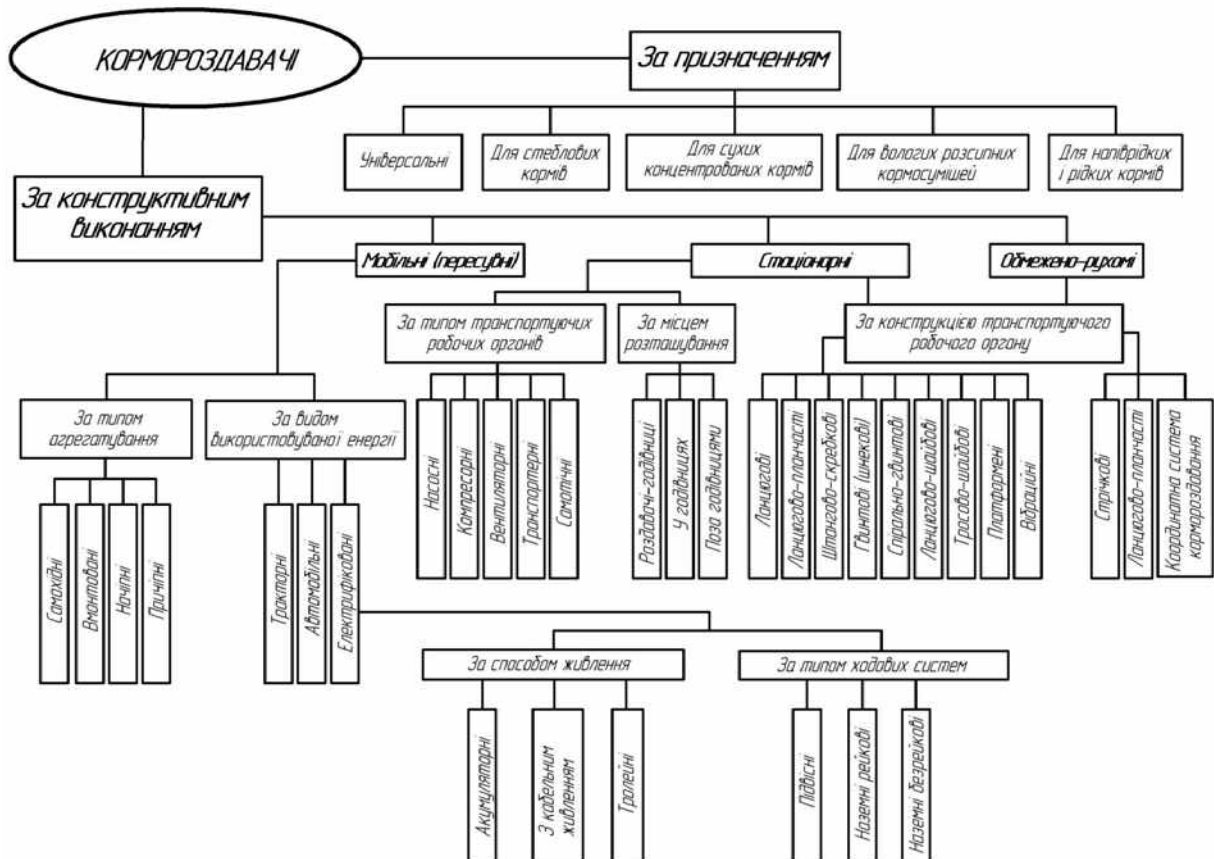 КОРМОРОЗДАВАЧІ
За призначенням
Універсальні
Для стеблових
кормів
Для сухих
концентрованих кормів
Для вологих розсипних
кормосумішей
Для напіврідких
і рідких кормів
За конструктивним
виконанням
Мобільні (пересувні)
Стаціонарні
Обмежено-рухомі
За типом транспортуючих
робочих органів
За місцем
розташування
За конструкцією транспортуючого
робочого органу
За типом
агрегатування
За видом
використовуваної енергії
Насосні
Компресорні
Вентиляторні
Транспортерні
Самотічні
Роздавачі-годівниці
У годівницях
Поза годівницями
Ланцюгові
Ланцюгово-планчасті
Штангово-скребкові
Гвинтові (шнекові)
Спірально-гвинтові
Ланцюгово-шайбові
Тросово-шайбові
Платформені
Вібраційні
Стрічкові
Ланцюгово-планчасті
Координатна система
кормороздавання
Самохідні
Вмонтовані
Начіпні
Причіпні
Тракторні
Автомобільні
Електрифіковані
За способом живлення
За типом ходових систем
Акумуляторні
З кабельним
живленням
Тролейні
Підвісні
Наземні рейкові
Наземні безрейкові